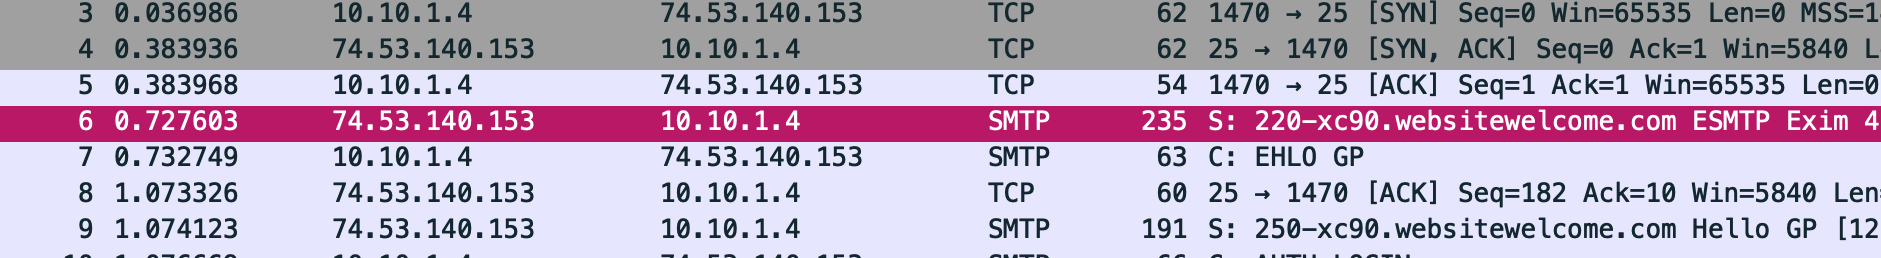 3 0.036986 10.10.1.4 74.53.140.153 TCP 62 1470 → 25 [SYN] Seq=0 Win=65535 Len=0 MSS=1
4 0.383936 74.53.140.153 10.10.1.4 TCP 62 25 → 1470 [SYN, ACK] Seq=0 Ack=1 Win=5840 L
5 0.383968 10.10.1.4 74.53.140.153 TCP 54 1470 → 25 [ACK] Seq=1 Ack=1 Win=65535 Len=0
6 0.727603 74.53.140.153 10.10.1.4 SMTP 235 S: 220-xc90.websitewelcome.com ESMTP Exim 4
7 0.732749 10.10.1.4 74.53.140.153 SMTP 63 C: EHLO GP
8 1.073326 74.53.140.153 10.10.1.4 TCP 60 25 → 1470 [ACK] Seq=182 Ack=10 Win=5840 Len
9 1.074123 74.53.140.153 10.10.1.4 SMTP 191 S: 250-xc90.websitewelcome.com Hello GP [12